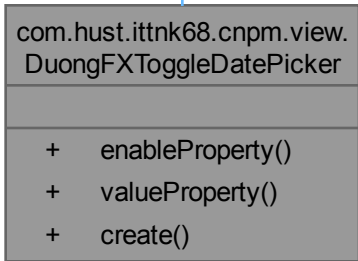 com.hust.ittnk68.cnpm.view.
DuongFXToggleDatePicker
+ enableProperty()
+ valueProperty()
+ create()